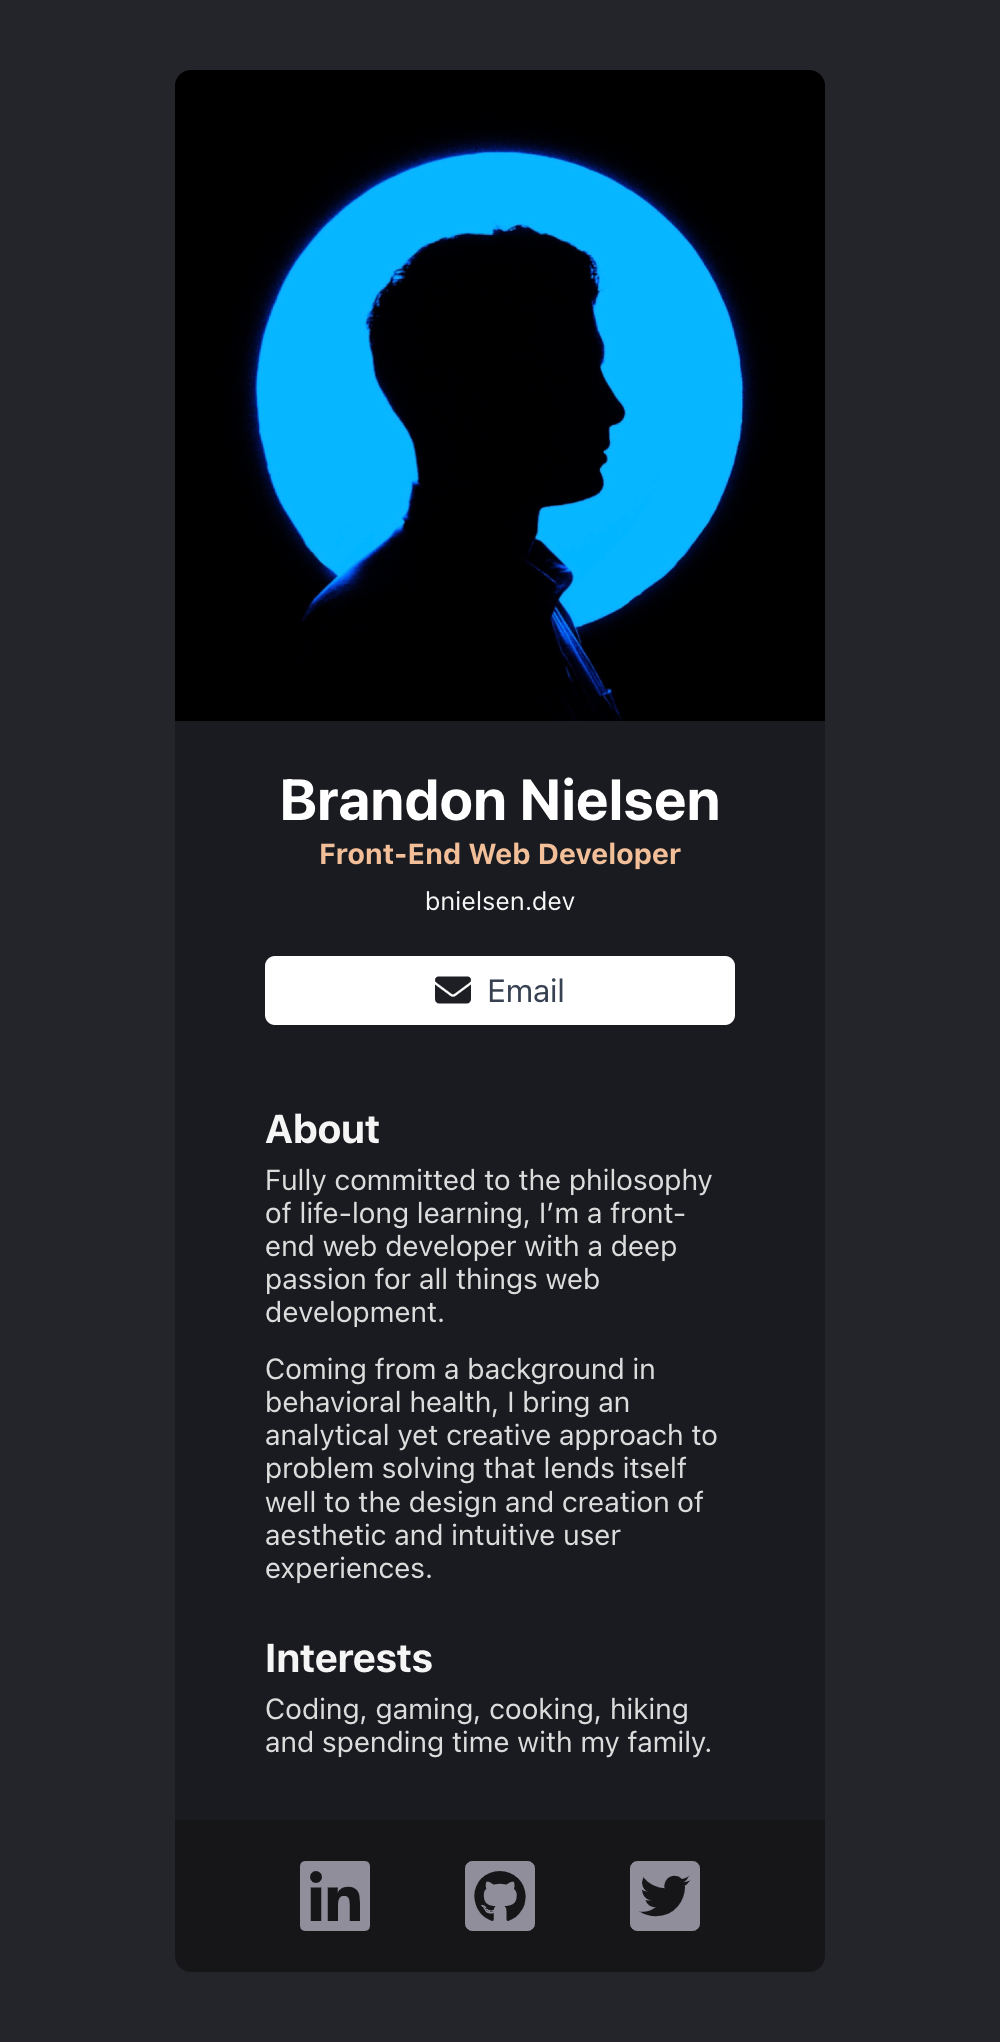 Brandon Nielsen
Front-End Web Developer
bnielsen.dev
Email
About
Fully committed to the philosophy
of life-long learning, I’m a front-
end web developer with a deep
passion for all things web
development.
Coming from a background in
behavioral health, I bring an
analytical yet creative approach to
problem solving that lends itself
well to the design and creation of
aesthetic and intuitive user
experiences.
Interests
Coding, gaming, cooking, hiking
and spending time with my family.
in